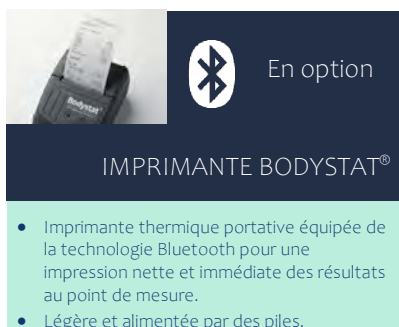 Bodystat
En option
IMPRIMANTE BODYSTAT®
• Imprimante thermique portative équipée de
la technologie Bluetooth pour une
impression nette et immédiate des résultats
au point de mesure.
• Légère et alimentée par des piles.